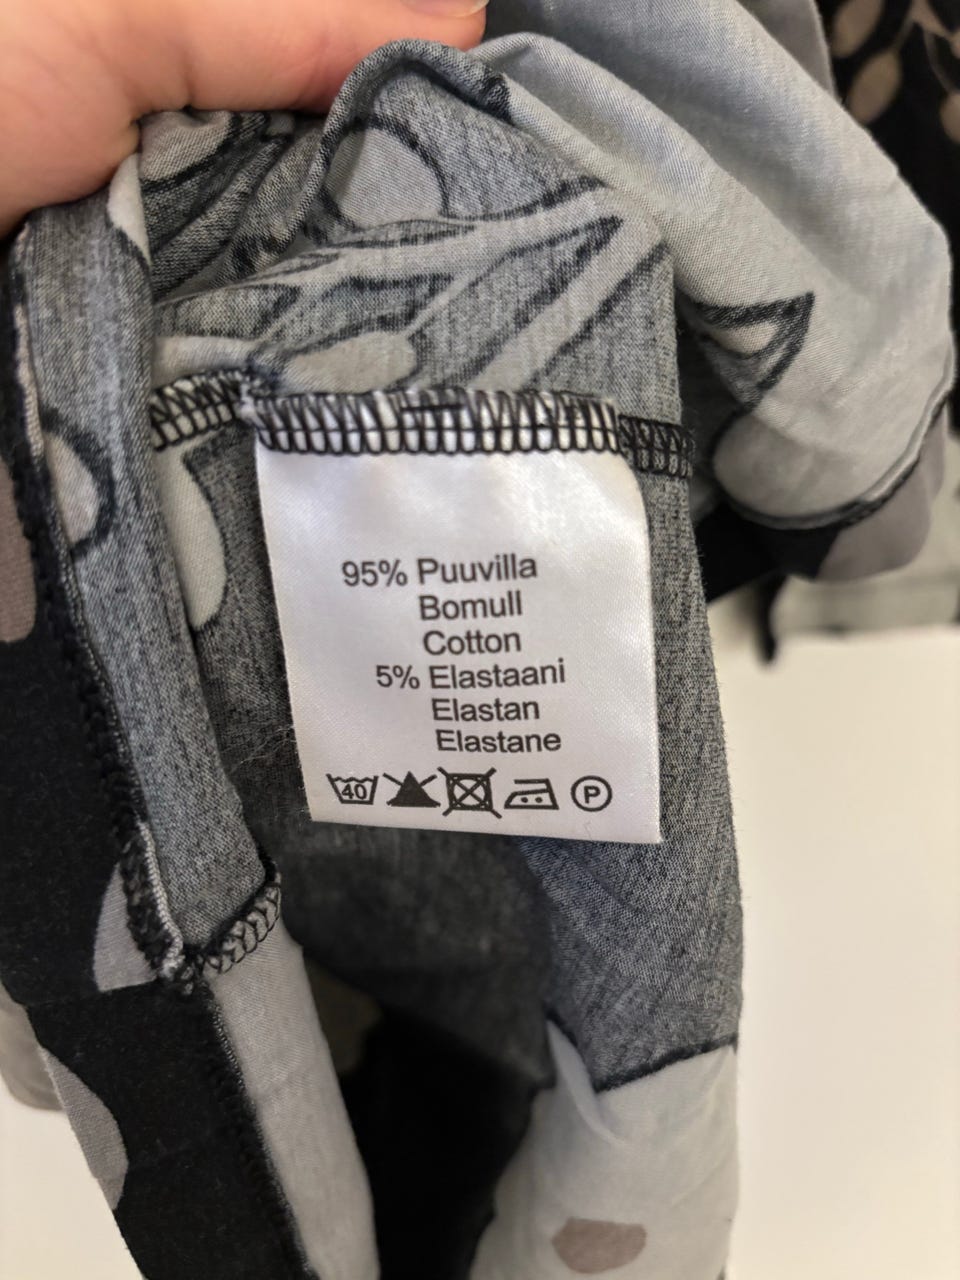 95% Puuvilla
Bomull
Cotton
5% Elastaani
Elastan
Elastane
40 P